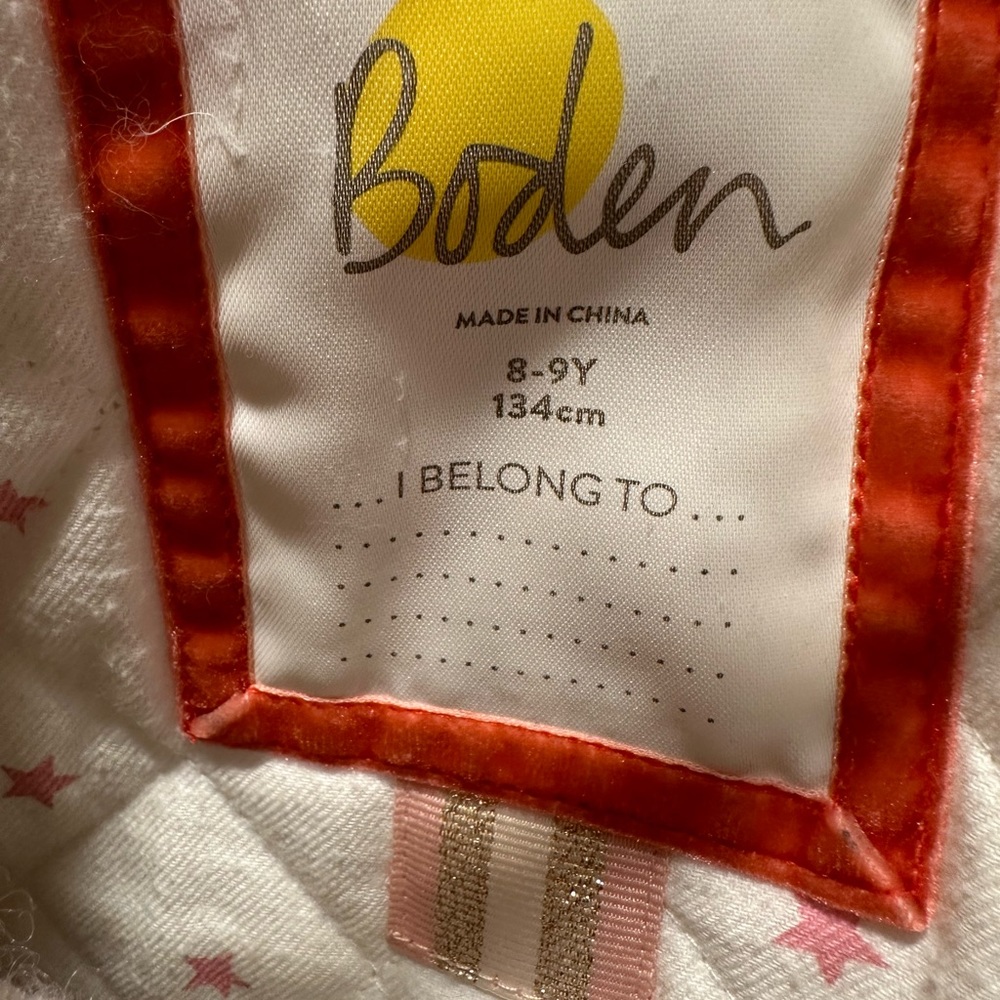 Boden
MADE IN CHINA
8-9Y
134cm
...I BELONG TO...